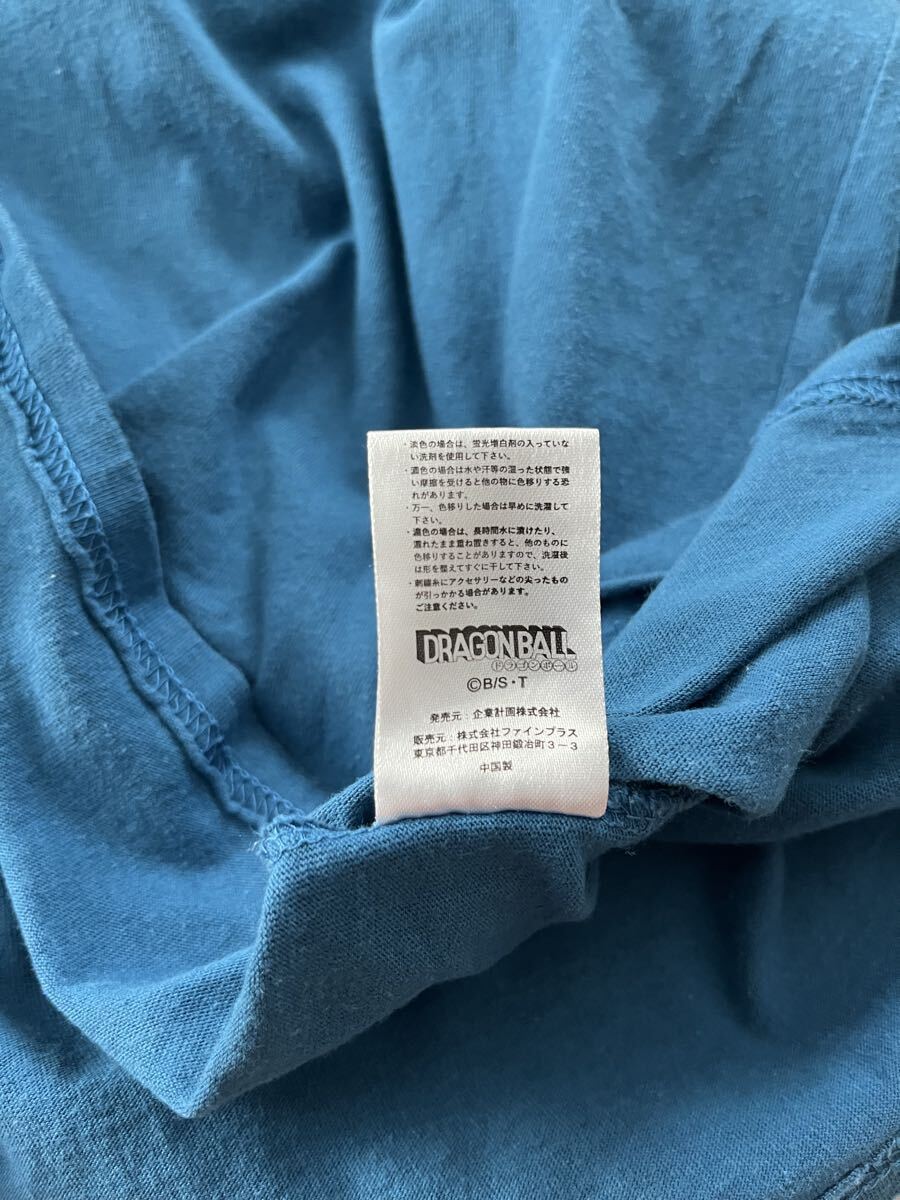 ・淡色の場合は、蛍光増白剤の入っていない
い洗剤を使用して下さい。
・濃色の場合は水や汗等の湿った状態で強
い摩擦を受けると他の物に色移りする恐
れがあります。
・万一、色移りした場合は早めに洗濯して
下さい。
・濃色の場合は、長時間水に漬けたり、
濡れたまま重ね置きすると、他のものに
色移りすることがありますので、洗濯後
は形を整えてすぐに干して下さい。
・刺繍糸にアクセサリーなどの尖ったもの
が引っかかる場合があります。
ご注意ください。
DRAGONBALL
ドラゴンボール
©B/S・T
発売元：企業計画株式会社
販売元：株式会社ファインプラス
東京都千代田区神田鍛冶町3－3
中国製